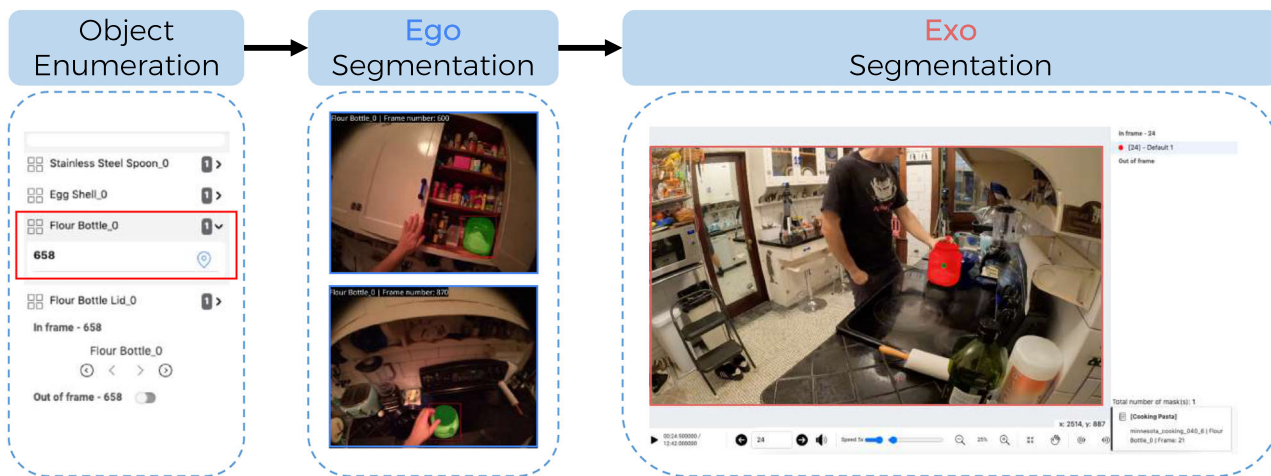 Object
Enumeration
Ego
Segmentation
Exo
Segmentation
Stainless Steel Spoon_0
1
Egg Shell_0
1
Flour Bottle_0
1
658
Flour Bottle Lid_0
1
In frame - 658
Flour Bottle_0
Out of frame - 658
Flour Bottle_0 | Frame number: 600
Flour Bottle_0 | Frame number: 870
In frame - 24
[24] - Default 1
Out of frame
Total number of mask(s): 1
x: 2514, y: 887
[Cooking Pasta]
minnesota_cooking_040_6 | Flour
Bottle_0 | Frame: 21
00:24.500000 /
12:43.000000
24
Speed 5x
25%